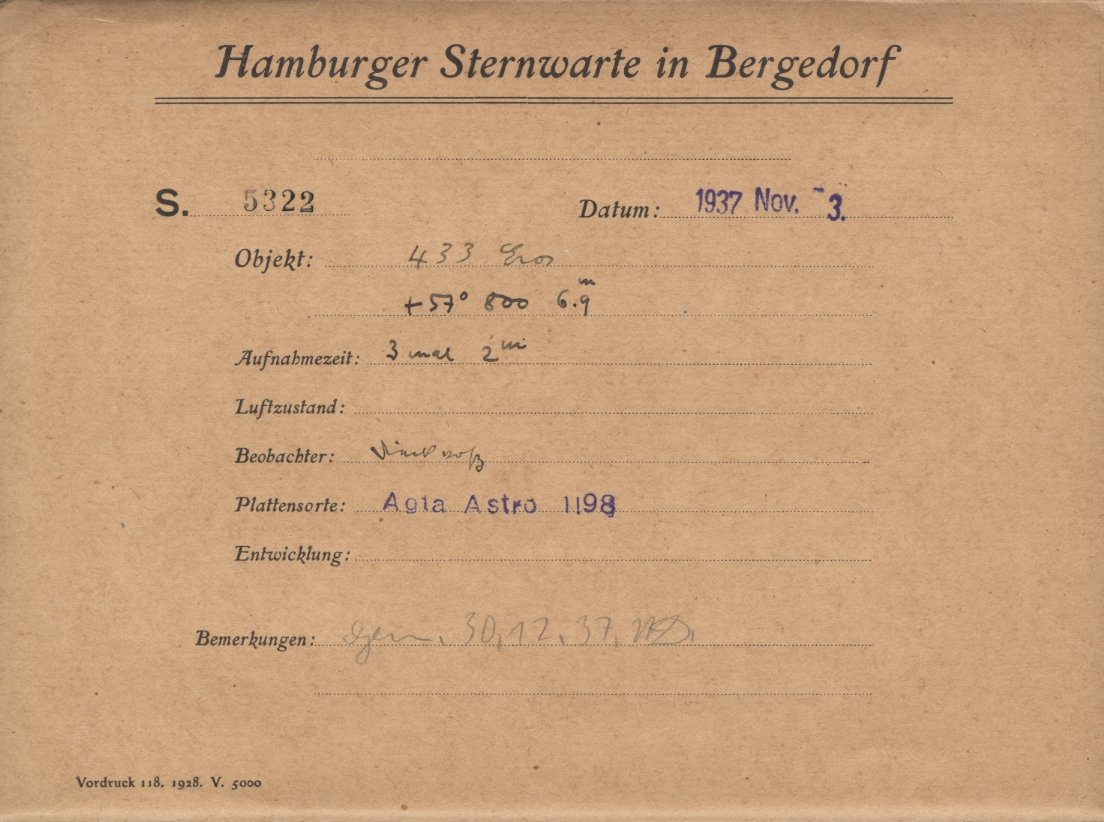 Hamburger Sternwarte in Bergedorf
S. 5322 Datum: 1937 Nov. 3.
Objekt: 433 Eros
+57° 800 6.9ᵐ
Aufnahmezeit: 3 mal 2ᵐ
Luftzustand:
Beobachter:
Plattensorte: Agfa Astro 1198
Entwicklung:
Bemerkungen: gem. 30.12.37.
Vordruck 118. 1928. V. 5000